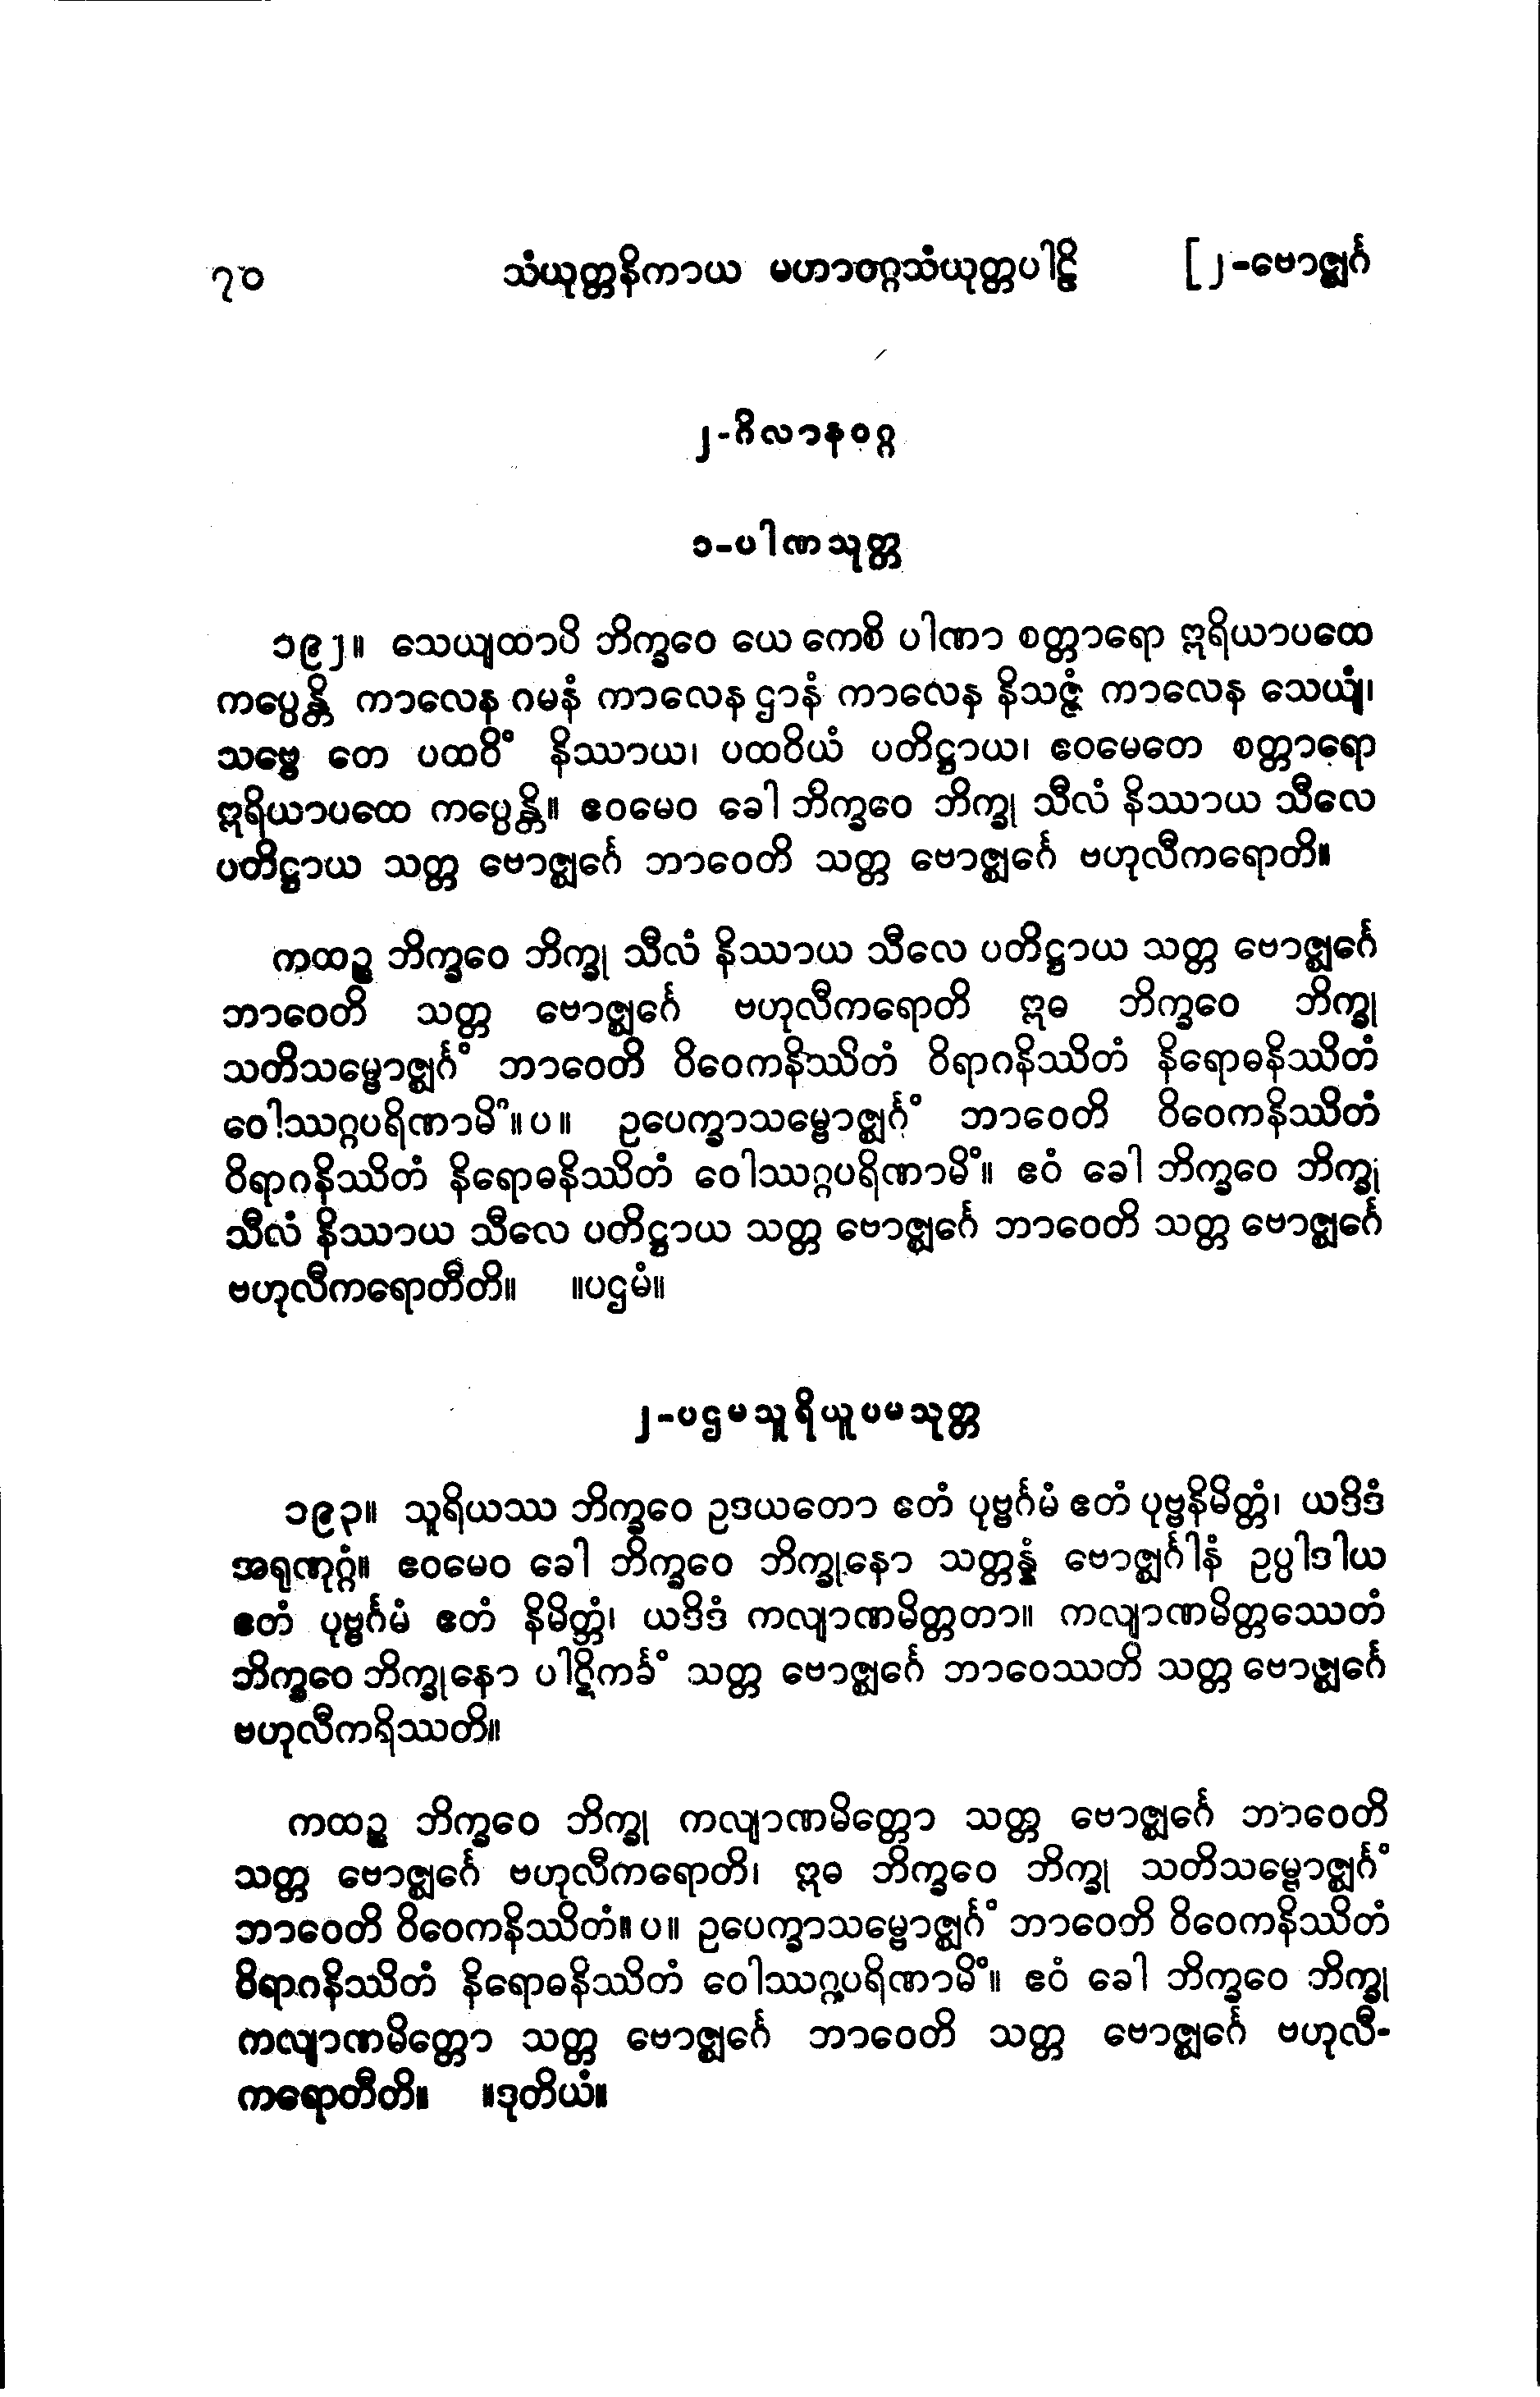 ၇၀ သံယုတ္တနိကာယ မဟာဝဂ္ဂသံယုတ္တပါဠိ [၂-ဗောဇ္ဈင်္ဂ
၂-ဂိလာနဝဂ္ဂ
၁-ပါဏသုတ္တ
၁၉၂။ သေယျထာပိ ဘိက္ခဝေ ယေ ကေစိ ပါဏာ စတ္တာရော ဣရိယာပထေ
ကပ္ပေန္တိ ကာလေန ဂမနံ ကာလေန ဌာနံ ကာလေန နိသဇ္ဇံ ကာလေန သေယျံ၊
သဗ္ဗေ တေ ပထဝိံ နိဿာယ၊ ပထဝိယံ ပတိဋ္ဌာယ၊ ဧဝမေတေ စတ္တာရော
ဣရိယာပထေ ကပ္ပေန္တိ။ ဧဝမေဝ ခေါ ဘိက္ခဝေ ဘိက္ခု သီလံ နိဿာယ သီလေ
ပတိဋ္ဌာယ သတ္တ ဗောဇ္ဈင်္ဂေ ဘာဝေတိ သတ္တ ဗောဇ္ဈင်္ဂေ ဗဟုလီကရောတိ။
ကထဉ္စ ဘိက္ခဝေ ဘိက္ခု သီလံ နိဿာယ သီလေ ပတိဋ္ဌာယ သတ္တ ဗောဇ္ဈင်္ဂေ
ဘာဝေတိ သတ္တ ဗောဇ္ဈင်္ဂေ ဗဟုလီကရောတိ ဣဓ ဘိက္ခဝေ ဘိက္ခု
သတိသမ္ဗောဇ္ဈင်္ဂံ ဘာဝေတိ ဝိဝေကနိဿိတံ ဝိရာဂနိဿိတံ နိရောဓနိဿိတံ
ဝေါဿဂ္ဂပရိဏာမိံ။ပ။ ဥပေက္ခာသမ္ဗောဇ္ဈင်္ဂံ ဘာဝေတိ ဝိဝေကနိဿိတံ
ဝိရာဂနိဿိတံ နိရောဓနိဿိတံ ဝေါဿဂ္ဂပရိဏာမိံ။ ဧဝံ ခေါ ဘိက္ခဝေ ဘိက္ခု
သီလံ နိဿာယ သီလေ ပတိဋ္ဌာယ သတ္တ ဗောဇ္ဈင်္ဂေ ဘာဝေတိ သတ္တ ဗောဇ္ဈင်္ဂေ
ဗဟုလီကရောတီတိ။ ။ပဌမံ။
၂-ပဌမသူရိယူပမသုတ္တ
၁၉၃။ သူရိယဿ ဘိက္ခဝေ ဥဒယတော ဧတံ ပုဗ္ဗင်္ဂမံ ဧတံ ပုဗ္ဗနိမိတ္တံ၊ ယဒိဒံ
အရုဏုဂ္ဂံ။ ဧဝမေဝ ခေါ ဘိက္ခဝေ ဘိက္ခုနော သတ္တန္နံ ဗောဇ္ဈင်္ဂါနံ ဥပ္ပါဒါယ
ဧတံ ပုဗ္ဗင်္ဂမံ ဧတံ နိမိတ္တံ၊ ယဒိဒံ ကလျာဏမိတ္တတာ။ ကလျာဏမိတ္တဿေတံ
ဘိက္ခဝေ ဘိက္ခုနော ပါဋိကင်္ခံ သတ္တ ဗောဇ္ဈင်္ဂေ ဘာဝေဿတိ သတ္တ ဗောဇ္ဈင်္ဂေ
ဗဟုလီကရိဿတိ။
ကထဉ္စ ဘိက္ခဝေ ဘိက္ခု ကလျာဏမိတ္တော သတ္တ ဗောဇ္ဈင်္ဂေ ဘာဝေတိ
သတ္တ ဗောဇ္ဈင်္ဂေ ဗဟုလီကရောတိ၊ ဣဓ ဘိက္ခဝေ ဘိက္ခု သတိသမ္ဗောဇ္ဈင်္ဂံ
ဘာဝေတိ ဝိဝေကနိဿိတံ။ပ။ ဥပေက္ခာသမ္ဗောဇ္ဈင်္ဂံ ဘာဝေတိ ဝိဝေကနိဿိတံ
ဝိရာဂနိဿိတံ နိရောဓနိဿိတံ ဝေါဿဂ္ဂပရိဏာမိံ။ ဧဝံ ခေါ ဘိက္ခဝေ ဘိက္ခု
ကလျာဏမိတ္တော သတ္တ ဗောဇ္ဈင်္ဂေ ဘာဝေတိ သတ္တ ဗောဇ္ဈင်္ဂေ ဗဟုလီ-
ကရောတီတိ။ ။ဒုတိယံ။